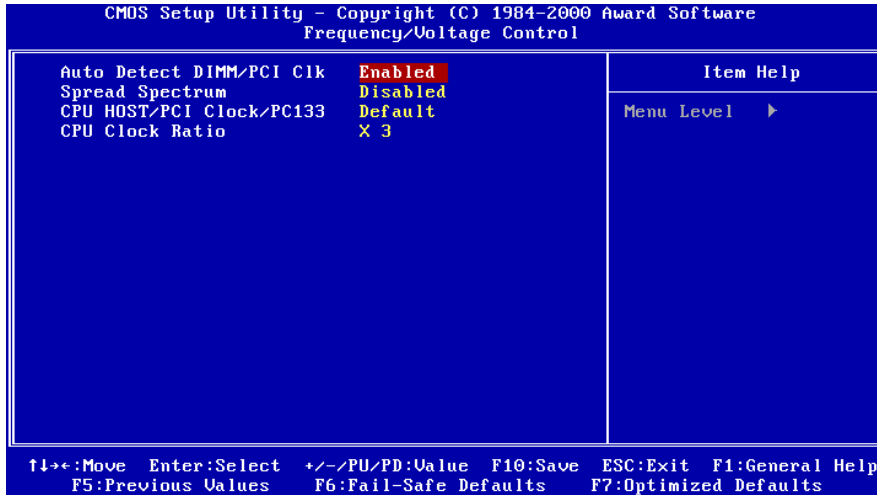 CMOS Setup Utility – Copyright (C) 1984-2000 Award Software
Frequency/Voltage Control
Auto Detect DIMM/PCI Clk Enabled
Spread Spectrum Disabled
CPU HOST/PCI Clock/PC133 Default
CPU Clock Ratio X 3
Item Help
Menu Level ▶
↑↓→←:Move Enter:Select +/-/PU/PD:Value F10:Save ESC:Exit F1:General Help
F5:Previous Values F6:Fail-Safe Defaults F7:Optimized Defaults